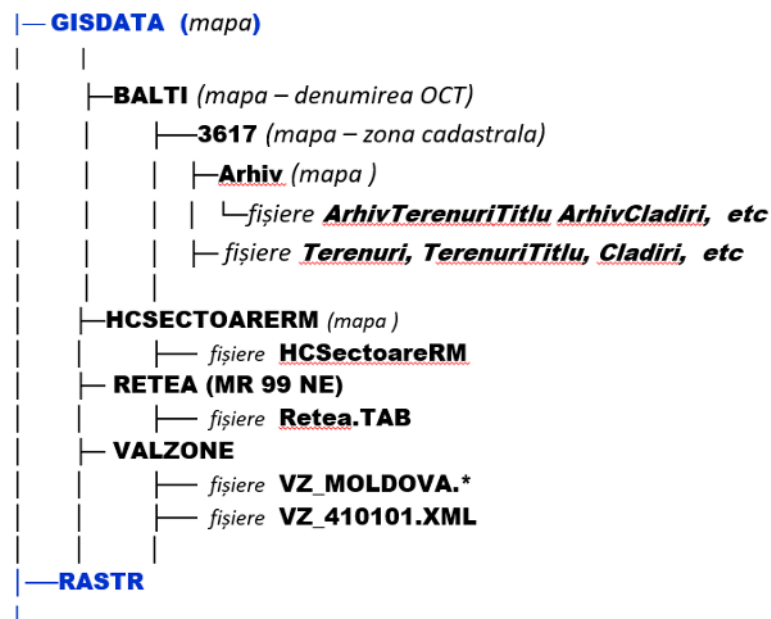 GISDATA (mapa)
BALTI (mapa – denumirea OCT)
3617 (mapa – zona cadastrala)
Arhiv (mapa )
fișiere ArhivTerenuriTitlu ArhivCladiri, etc
fișiere Terenuri, TerenuriTitlu, Cladiri, etc
HCSECTOARERM (mapa )
fișiere HCSectoareRM
RETEA (MR 99 NE)
fișiere Retea.TAB
VALZONE
fișiere VZ_MOLDOVA.*
fișiere VZ_410101.XML
RASTR